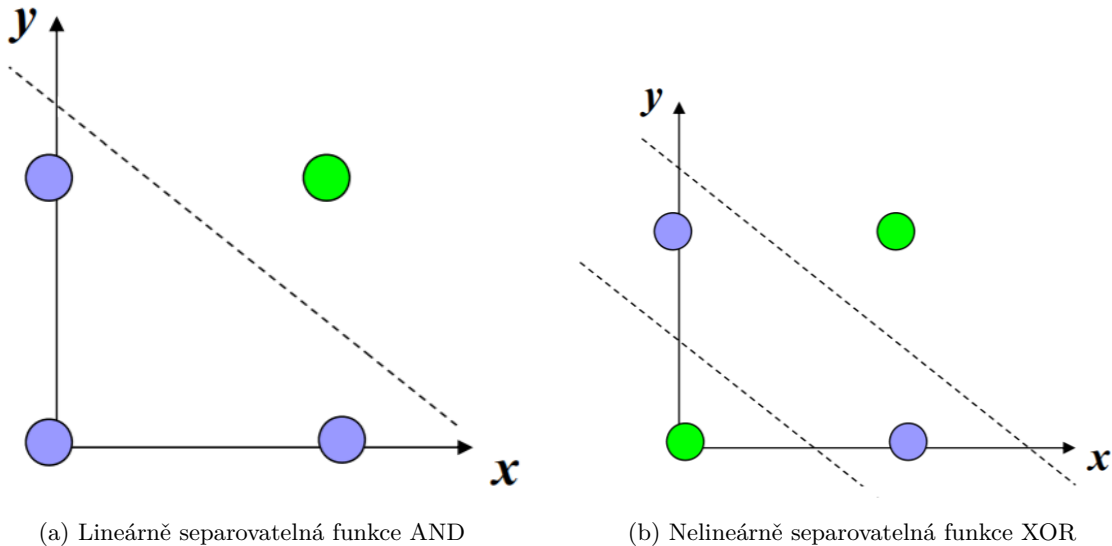 y
x
(a) Lineárně separovatelná funkce AND
y
x
(b) Nelineárně separovatelná funkce XOR